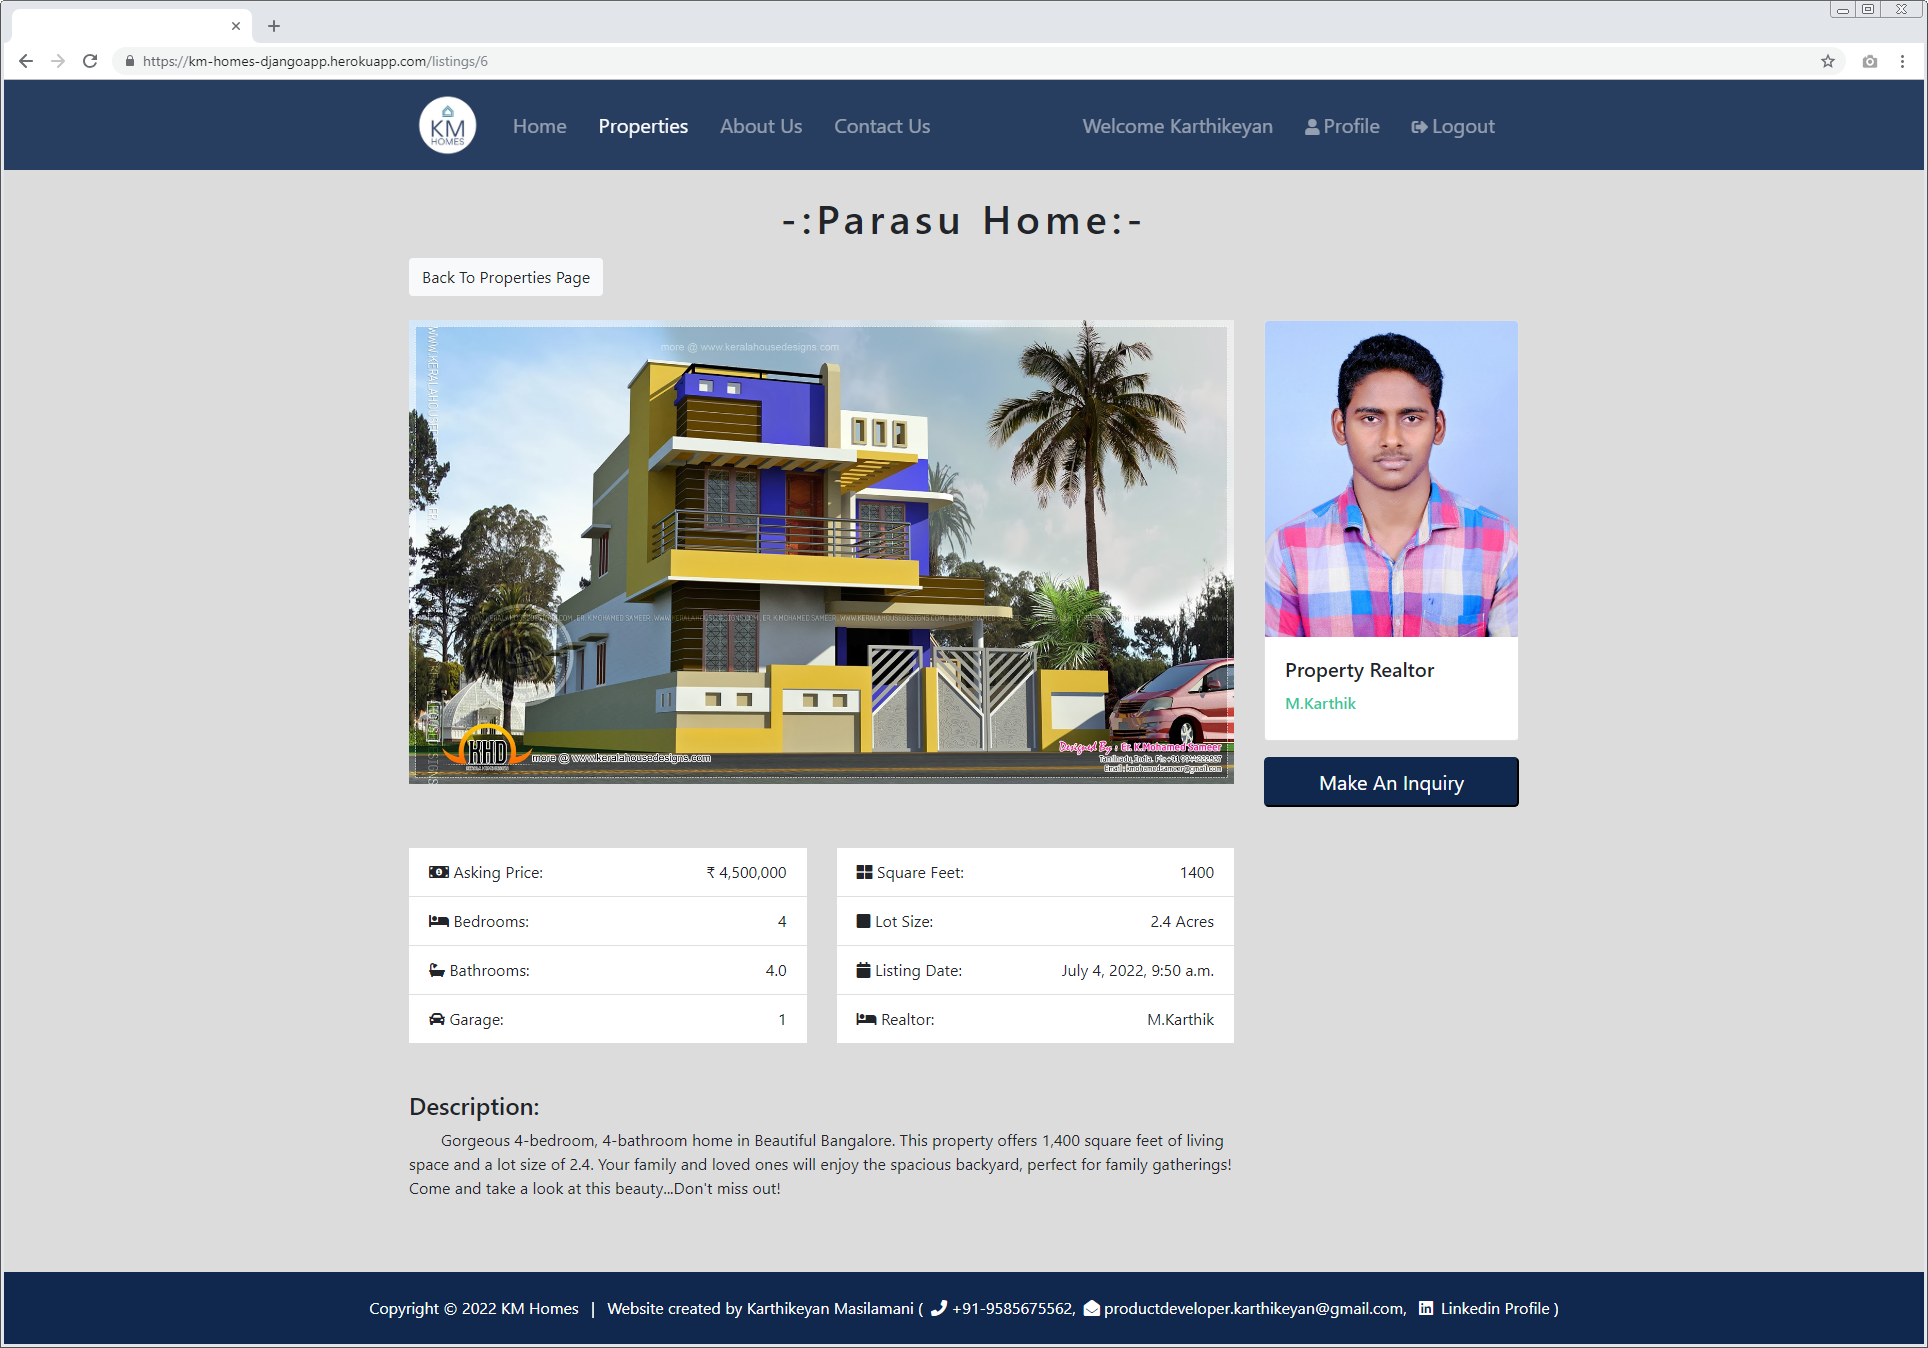 https://km-homes-djangoapp.herokuapp.com/listings/6
KM HOMES
Home Properties About Us Contact Us Welcome Karthikeyan Profile Logout
-:Parasu Home:-
Back To Properties Page
more @ www.keralahousedesigns.com
KHD
more @ www.keralahousedesigns.com
Designed By : Er. K.Mohamed Sameer
Property Realtor
M.Karthik
Make An Inquiry
Asking Price: ₹ 4,500,000
Bedrooms: 4
Bathrooms: 4.0
Garage: 1
Square Feet: 1400
Lot Size: 2.4 Acres
Listing Date: July 4, 2022, 9:50 a.m.
Realtor: M.Karthik
Description:
Gorgeous 4-bedroom, 4-bathroom home in Beautiful Bangalore. This property offers 1,400 square feet of living
space and a lot size of 2.4. Your family and loved ones will enjoy the spacious backyard, perfect for family gatherings!
Come and take a look at this beauty...Don't miss out!
Copyright © 2022 KM Homes | Website created by Karthikeyan Masilamani ( +91-9585675562, productdeveloper.karthikeyan@gmail.com, Linkedin Profile )